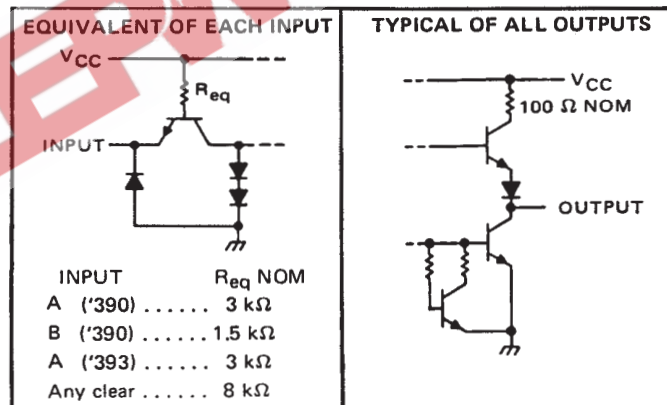 EQUIVALENT OF EACH INPUT
VCC
Req
INPUT
INPUT Req NOM
A ('390) ...... 3 kΩ
B ('390) ...... 1.5 kΩ
A ('393) ...... 3 kΩ
Any clear ...... 8 kΩ
TYPICAL OF ALL OUTPUTS
VCC
100 Ω NOM
OUTPUT